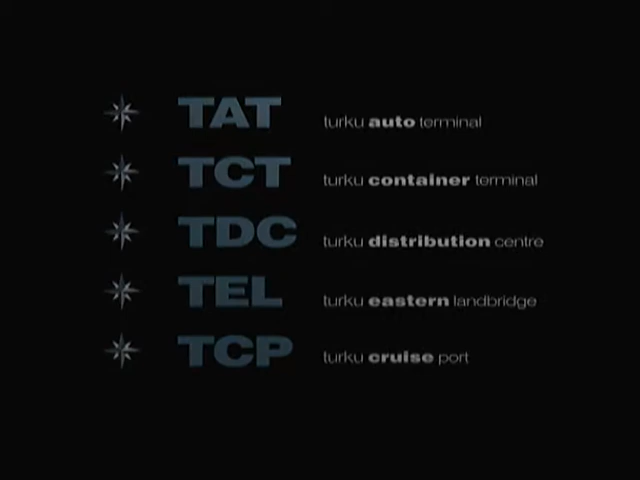 TAT turku auto terminal
TCT turku container terminal
TDC turku distribution centre
TEL turku eastern landbridge
TCP turku cruise port